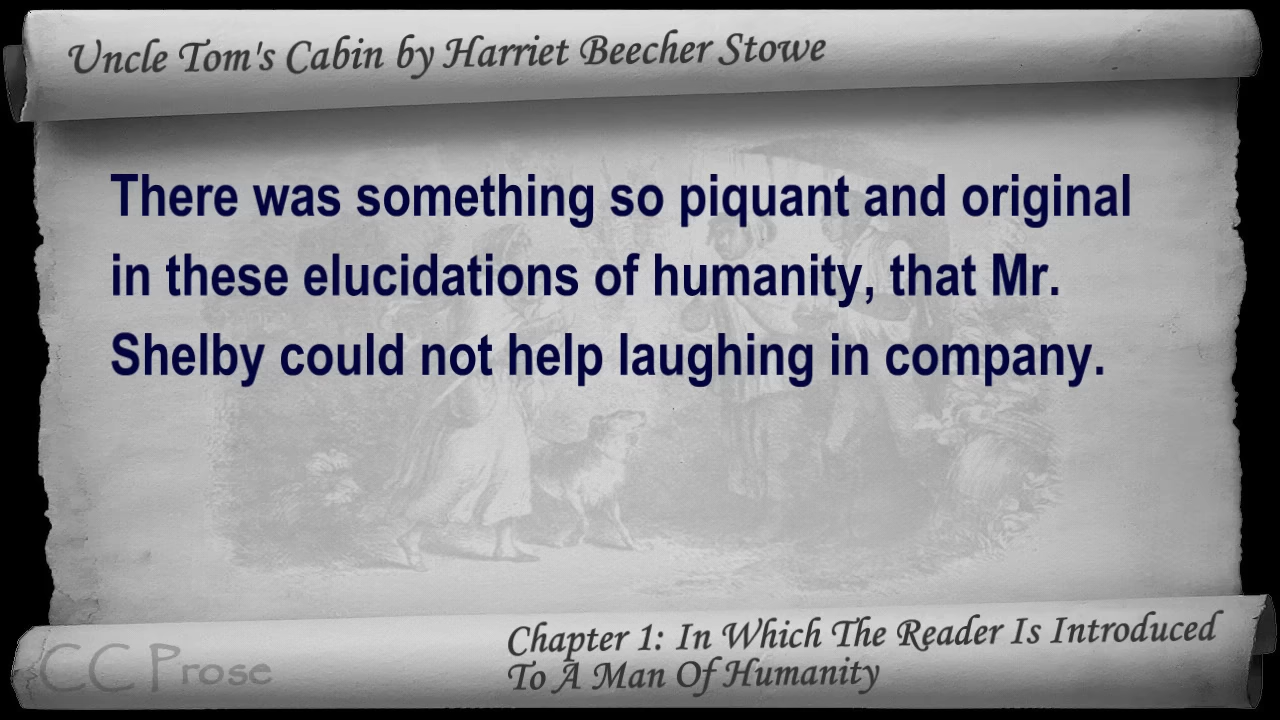 Uncle Tom's Cabin by Harriet Beecher Stowe
There was something so piquant and original
in these elucidations of humanity, that Mr.
Shelby could not help laughing in company.
Chapter 1: In Which The Reader Is Introduced
To A Man Of Humanity
CC Prose